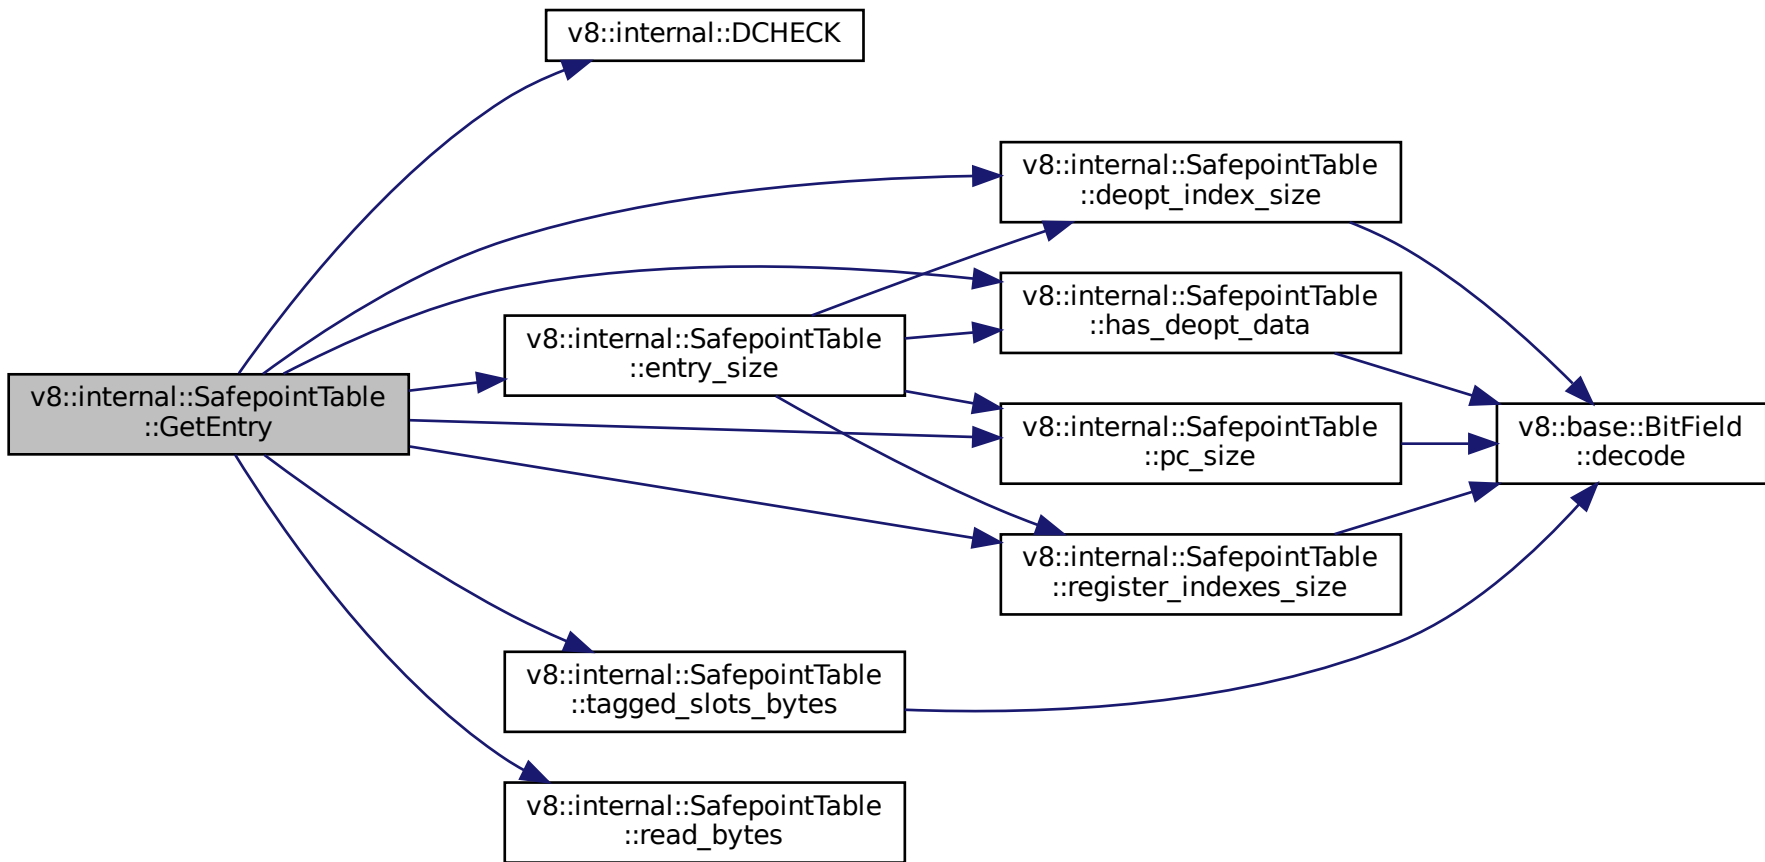 v8::internal::DCHECK
v8::internal::SafepointTable
::deopt_index_size
v8::internal::SafepointTable
::has_deopt_data
v8::internal::SafepointTable
::entry_size
v8::internal::SafepointTable
::GetEntry
v8::internal::SafepointTable
::pc_size
v8::base::BitField
::decode
v8::internal::SafepointTable
::register_indexes_size
v8::internal::SafepointTable
::tagged_slots_bytes
v8::internal::SafepointTable
::read_bytes